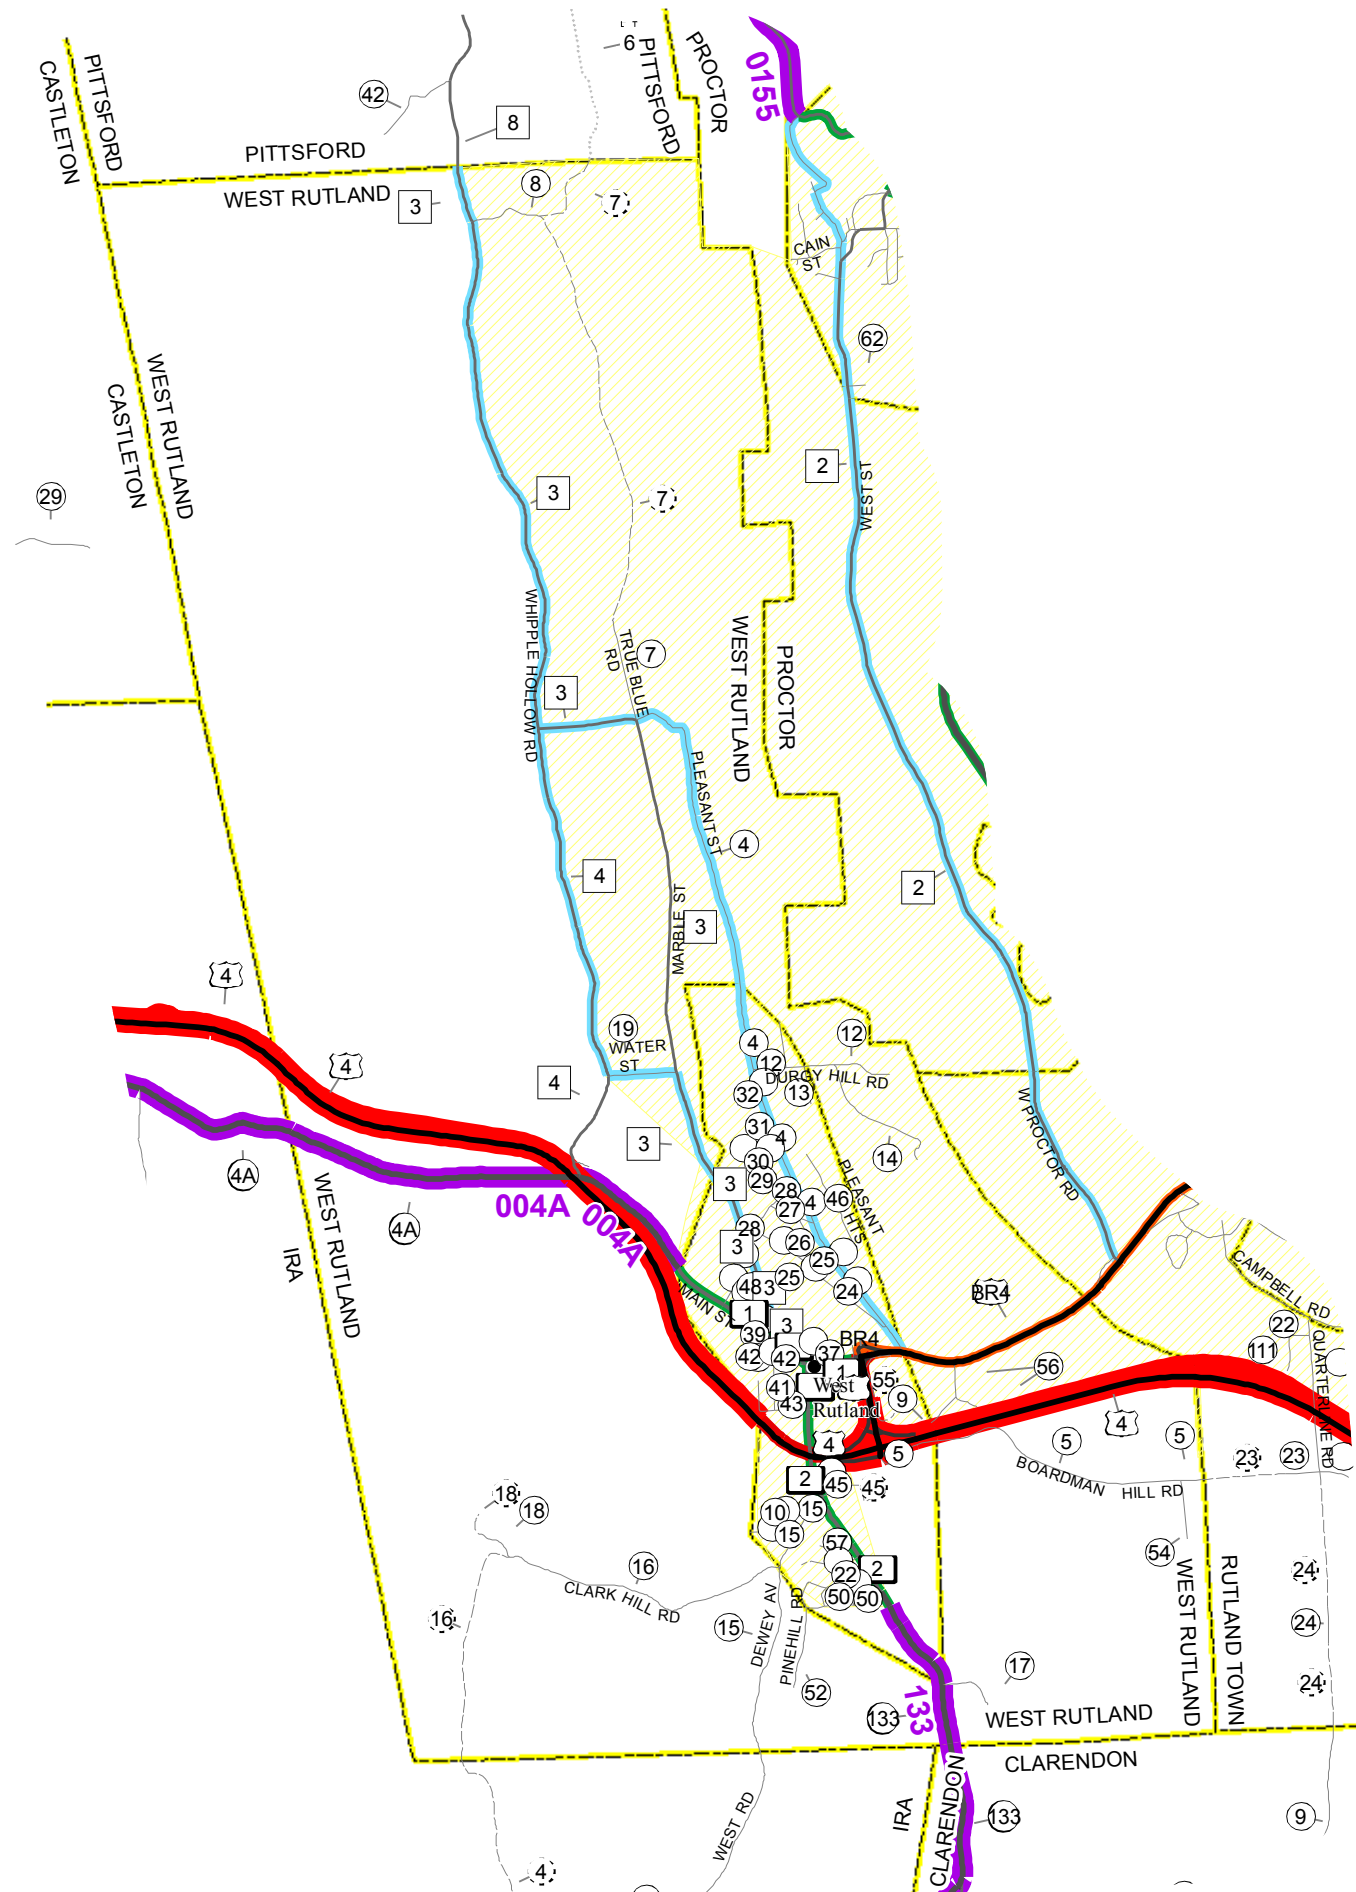 L T
6
PITTSFORD
PROCTOR
0155
PITTSFORD
CASTLETON
42
8
PITTSFORD
WEST RUTLAND
3
8
7
CAIN
ST
62
WEST RUTLAND
CASTLETON
29
3
7
2
WEST ST
WHIPPLE HOLLOW RD
TRUE BLUE
RD
7
3
WEST RUTLAND
PROCTOR
PLEASANT ST
4
4
2
MARBLE ST
3
4
4
19
WATER
ST
4
12
12
DURGY HILL RD
13
32
4
3
31
4
30
14
29
3
28
4
46
27
PLEASANT
HTS
W PROCTOR RD
4A
4A
004A
004A
WEST RUTLAND
IRA
28
3
26
25
25
24
48
3
MAIN ST
1
3
39
42
42
37
BR4
BR4
1
55
56
41
43
West
Rutland
9
4
5
CAMPBELL RD
22
111
QUARTERLINE RD
4
5
5
23
23
BOARDMAN
HILL RD
2
45
45
18
18
10
15
15
57
2
22
50
50
54
16
CLARK HILL RD
16
15
DEWEY AV
PINEHILL RD
52
WEST RUTLAND
RUTLAND TOWN
24
24
24
17
133
133
WEST RUTLAND
CLARENDON
IRA
CLARENDON
133
9
WEST RD
4